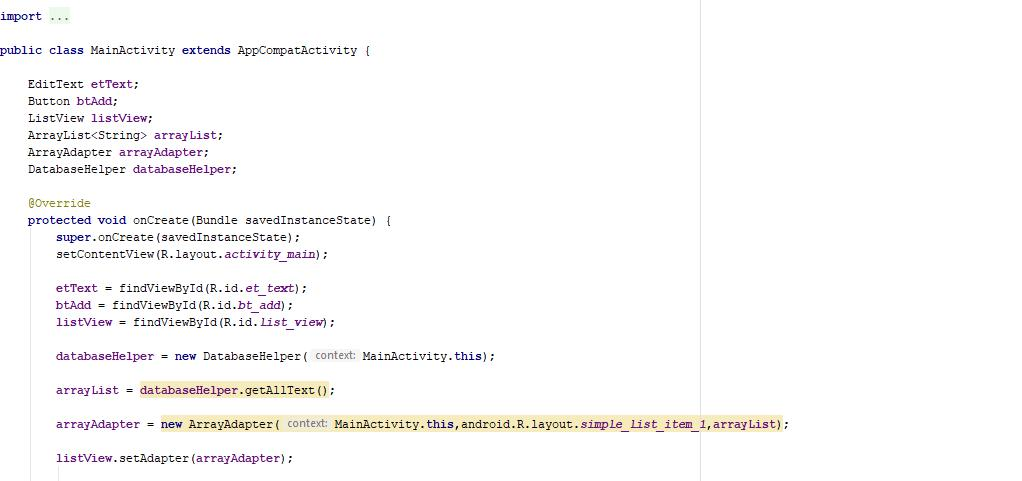 import ...
public class MainActivity extends AppCompatActivity {
EditText etText;
Button btAdd;
ListView listView;
ArrayList<String> arrayList;
ArrayAdapter arrayAdapter;
DatabaseHelper databaseHelper;
@Override
protected void onCreate(Bundle savedInstanceState) {
super.onCreate(savedInstanceState);
setContentView(R.layout.activity_main);
etText = findViewById(R.id.et_text);
btAdd = findViewById(R.id.bt_add);
listView = findViewById(R.id.list_view);
databaseHelper = new DatabaseHelper( context: MainActivity.this);
arrayList = databaseHelper.getAllText();
arrayAdapter = new ArrayAdapter( context: MainActivity.this,android.R.layout.simple_list_item_1,arrayList);
listView.setAdapter(arrayAdapter);